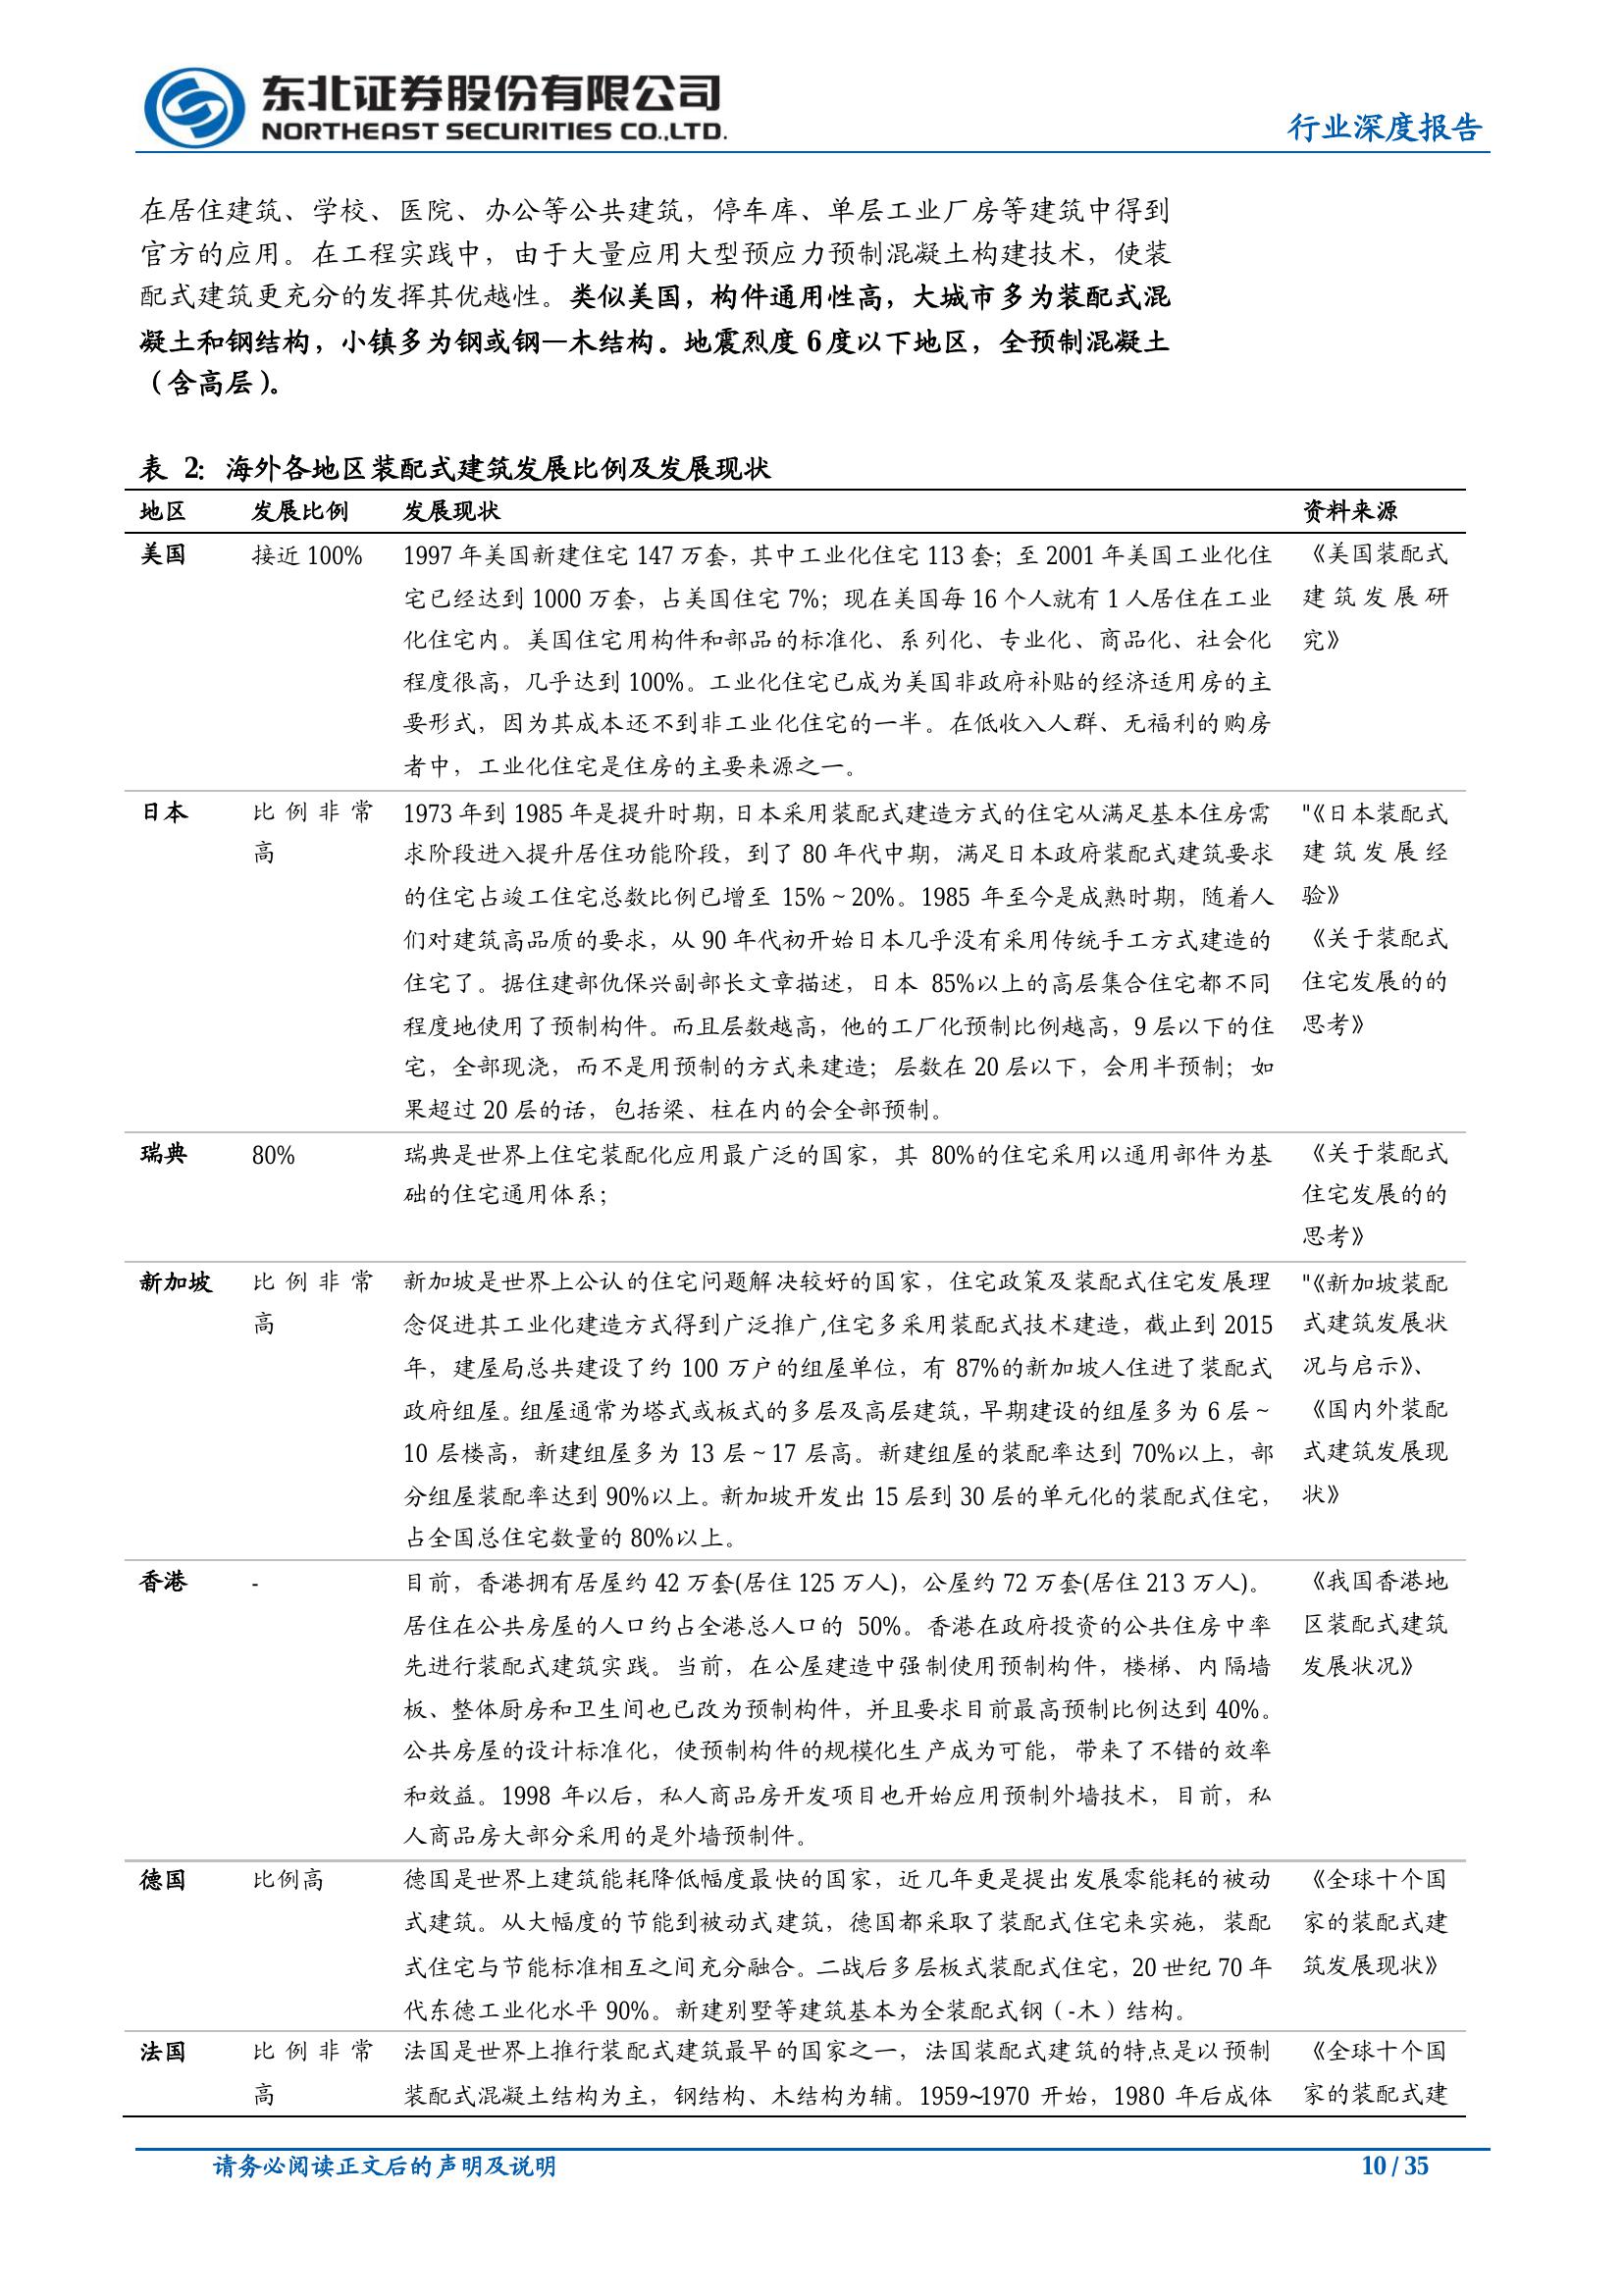 东北证券股份有限公司
NORTHEAST SECURITIES CO.,LTD.
行业深度报告
在居住建筑、学校、医院、办公等公共建筑，停车库、单层工业厂房等建筑中得到
官方的应用。在工程实践中，由于大量应用大型预应力预制混凝土构建技术，使装
配式建筑更充分的发挥其优越性。类似美国，构件通用性高，大城市多为装配式混
凝土和钢结构，小镇多为钢或钢—木结构。地震烈度 6 度以下地区，全预制混凝土
（含高层）。
表 2：海外各地区装配式建筑发展比例及发展现状
地区 发展比例 发展现状 资料来源
美国 接近 100% 1997 年美国新建住宅 147 万套，其中工业化住宅 113 套；至 2001 年美国工业化住 《美国装配式
宅已经达到 1000 万套，占美国住宅 7%；现在美国每 16 个人就有 1 人居住在工业 建筑发展研
化住宅内。美国住宅用构件和部品的标准化、系列化、专业化、商品化、社会化 究》
程度很高，几乎达到 100%。工业化住宅已成为美国非政府补贴的经济适用房的主
要形式，因为其成本还不到非工业化住宅的一半。在低收入人群、无福利的购房
者中，工业化住宅是住房的主要来源之一。
日本 比例非常 1973 年到 1985 年是提升时期，日本采用装配式建造方式的住宅从满足基本住房需 "《日本装配式
高 求阶段进入提升居住功能阶段，到了 80 年代中期，满足日本政府装配式建筑要求 建筑发展经
的住宅占竣工住宅总数比例已增至 15%～20%。1985 年至今是成熟时期，随着人 验》
们对建筑高品质的要求，从 90 年代初开始日本几乎没有采用传统手工方式建造的 《关于装配式
住宅了。据住建部仇保兴副部长文章描述，日本 85%以上的高层集合住宅都不同 住宅发展的的
程度地使用了预制构件。而且层数越高，他的工厂化预制比例越高，9 层以下的住 思考》
宅，全部现浇，而不是用预制的方式来建造；层数在 20 层以下，会用半预制；如
果超过 20 层的话，包括梁、柱在内的会全部预制。
瑞典 80% 瑞典是世界上住宅装配化应用最广泛的国家，其 80%的住宅采用以通用部件为基 《关于装配式
础的住宅通用体系； 住宅发展的的
思考》
新加坡 比例非常 新加坡是世界上公认的住宅问题解决较好的国家，住宅政策及装配式住宅发展理 "《新加坡装配
高 念促进其工业化建造方式得到广泛推广,住宅多采用装配式技术建造，截止到 2015 式建筑发展状
年，建屋局总共建设了约 100 万户的组屋单位，有 87%的新加坡人住进了装配式 况与启示》、
政府组屋。组屋通常为塔式或板式的多层及高层建筑，早期建设的组屋多为 6 层～ 《国内外装配
10 层楼高，新建组屋多为 13 层～17 层高。新建组屋的装配率达到 70%以上，部 式建筑发展现
分组屋装配率达到 90%以上。新加坡开发出 15 层到 30 层的单元化的装配式住宅， 状》
占全国总住宅数量的 80%以上。
香港 - 目前，香港拥有居屋约 42 万套(居住 125 万人)，公屋约 72 万套(居住 213 万人)。 《我国香港地
居住在公共房屋的人口约占全港总人口的 50%。香港在政府投资的公共住房中率 区装配式建筑
先进行装配式建筑实践。当前，在公屋建造中强制使用预制构件，楼梯、内隔墙 发展状况》
板、整体厨房和卫生间也已改为预制构件，并且要求目前最高预制比例达到 40%。
公共房屋的设计标准化，使预制构件的规模化生产成为可能，带来了不错的效率
和效益。1998 年以后，私人商品房开发项目也开始应用预制外墙技术，目前，私
人商品房大部分采用的是外墙预制件。
德国 比例高 德国是世界上建筑能耗降低幅度最快的国家，近几年更是提出发展零能耗的被动 《全球十个国
式建筑。从大幅度的节能到被动式建筑，德国都采取了装配式住宅来实施，装配 家的装配式建
式住宅与节能标准相互之间充分融合。二战后多层板式装配式住宅，20 世纪 70 年 筑发展现状》
代东德工业化水平 90%。新建别墅等建筑基本为全装配式钢（-木）结构。
法国 比例非常 法国是世界上推行装配式建筑最早的国家之一，法国装配式建筑的特点是以预制 《全球十个国
高 装配式混凝土结构为主，钢结构、木结构为辅。1959~1970 开始，1980 年后成体 家的装配式建
请务必阅读正文后的声明及说明 10 / 35